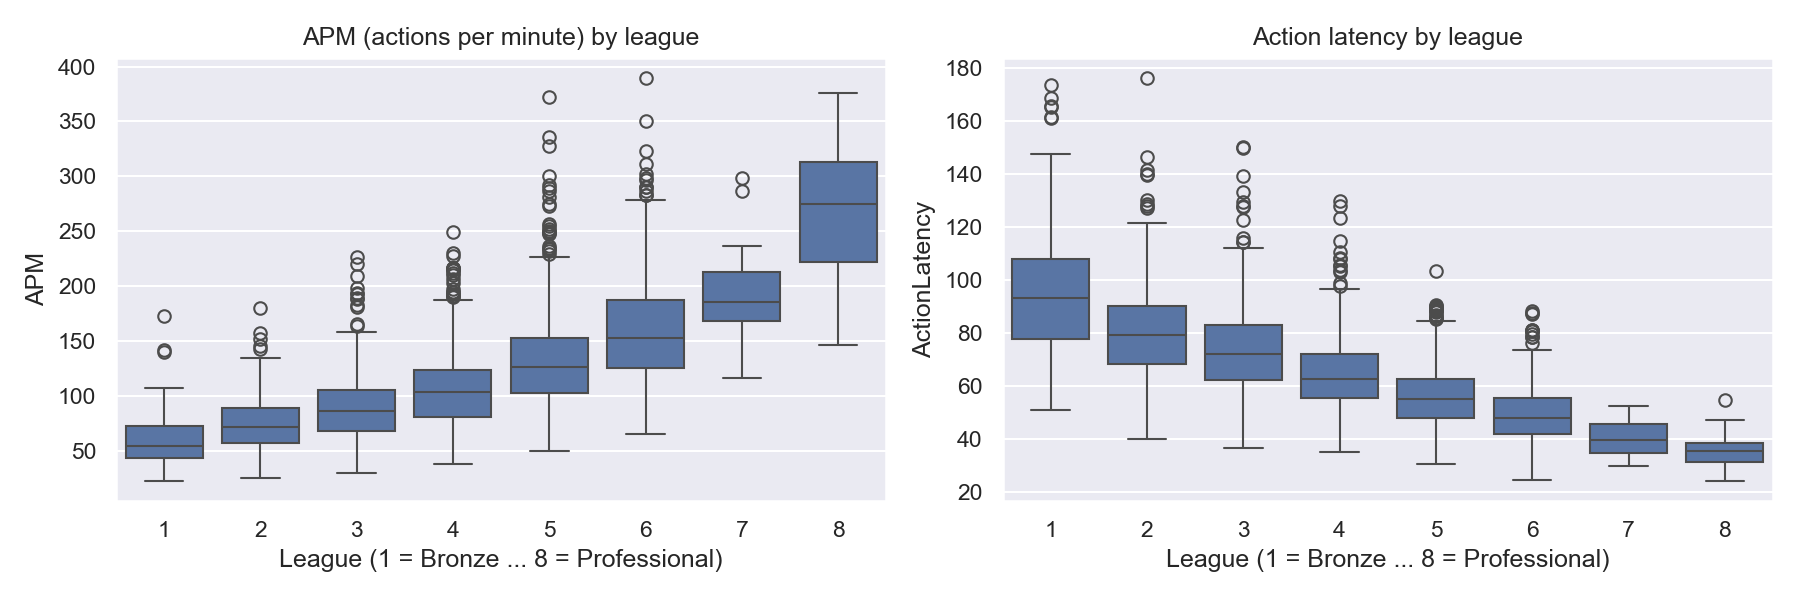 APM (actions per minute) by league
400
350
300
250
200
150
100
50
APM
1 2 3 4 5 6 7 8
League (1 = Bronze ... 8 = Professional)
Action latency by league
180
160
140
120
100
80
60
40
20
ActionLatency
1 2 3 4 5 6 7 8
League (1 = Bronze ... 8 = Professional)